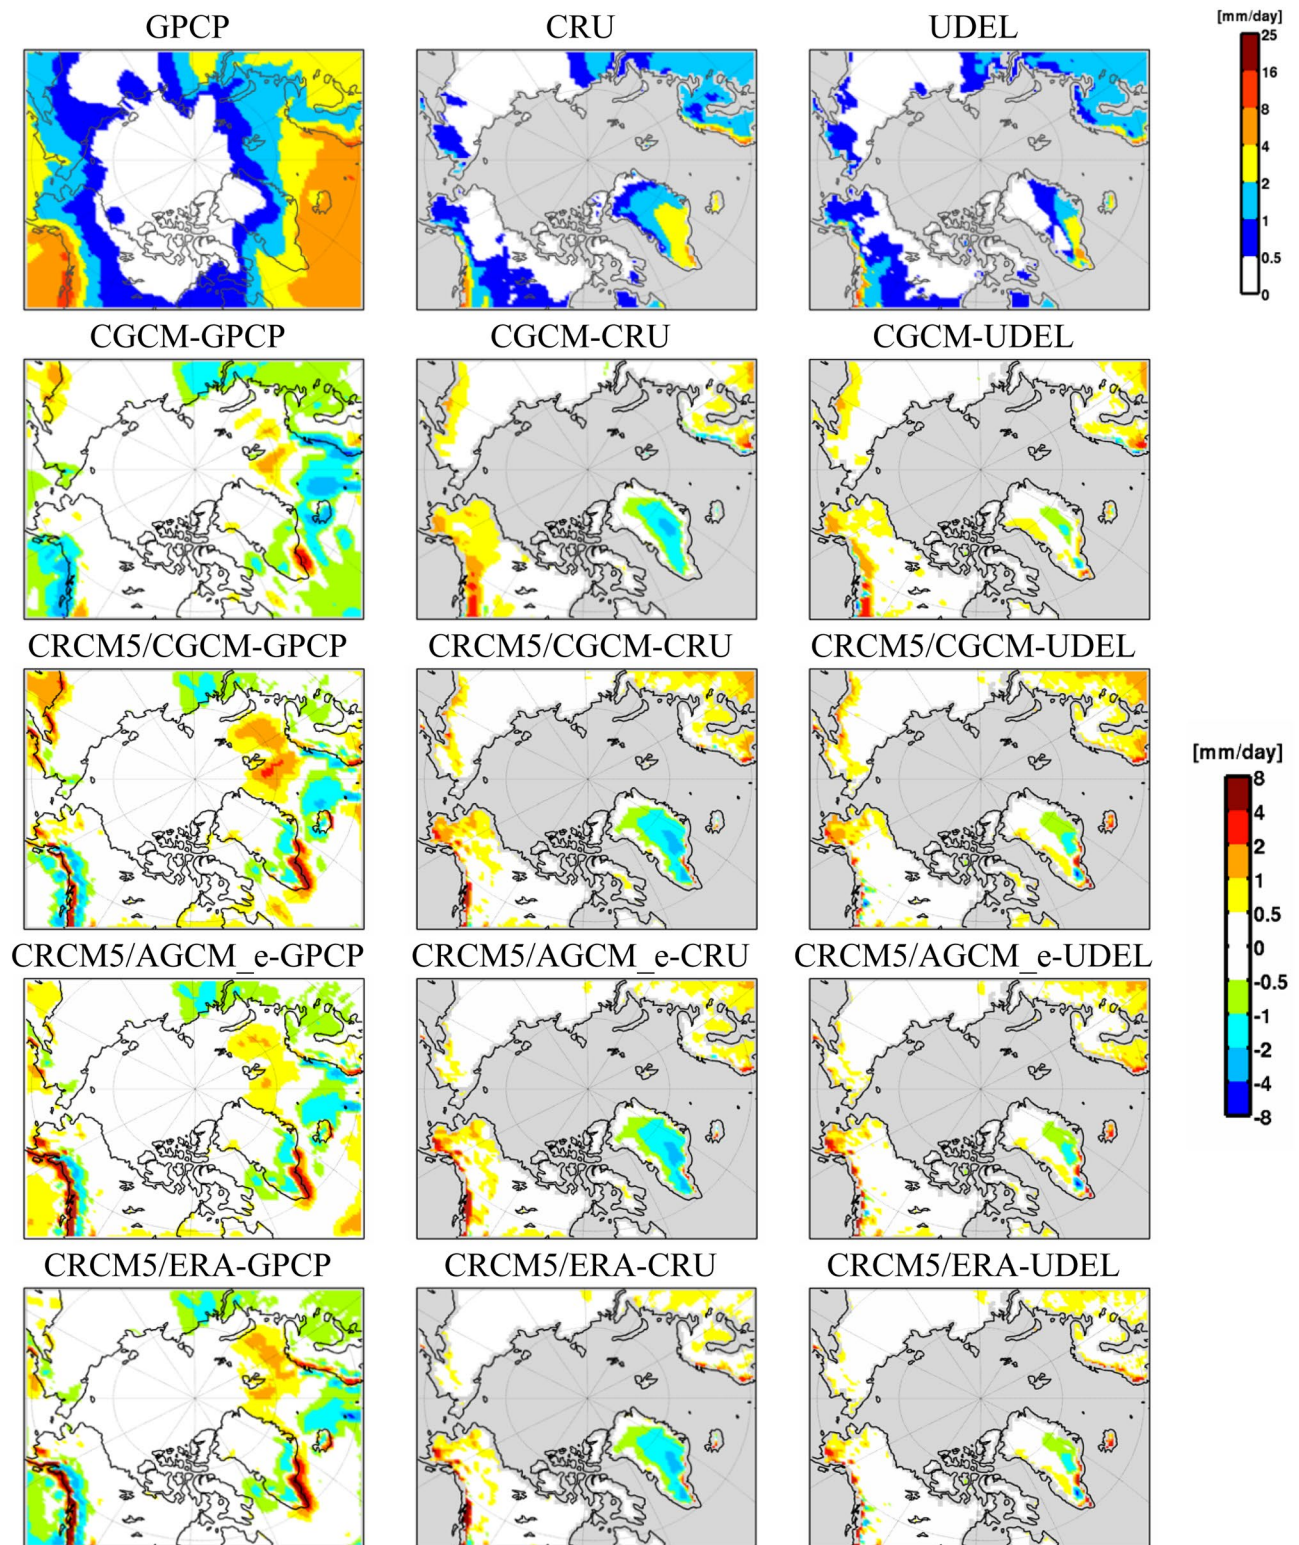 GPCP CRU UDEL
[mm/day]
25
16
8
4
2
1
0.5
0
CGCM-GPCP CGCM-CRU CGCM-UDEL
CRCM5/CGCM-GPCP CRCM5/CGCM-CRU CRCM5/CGCM-UDEL
[mm/day]
8
4
2
1
0.5
0
-0.5
-1
-2
-4
-8
CRCM5/AGCM_e-GPCP CRCM5/AGCM_e-CRU CRCM5/AGCM_e-UDEL
CRCM5/ERA-GPCP CRCM5/ERA-CRU CRCM5/ERA-UDEL